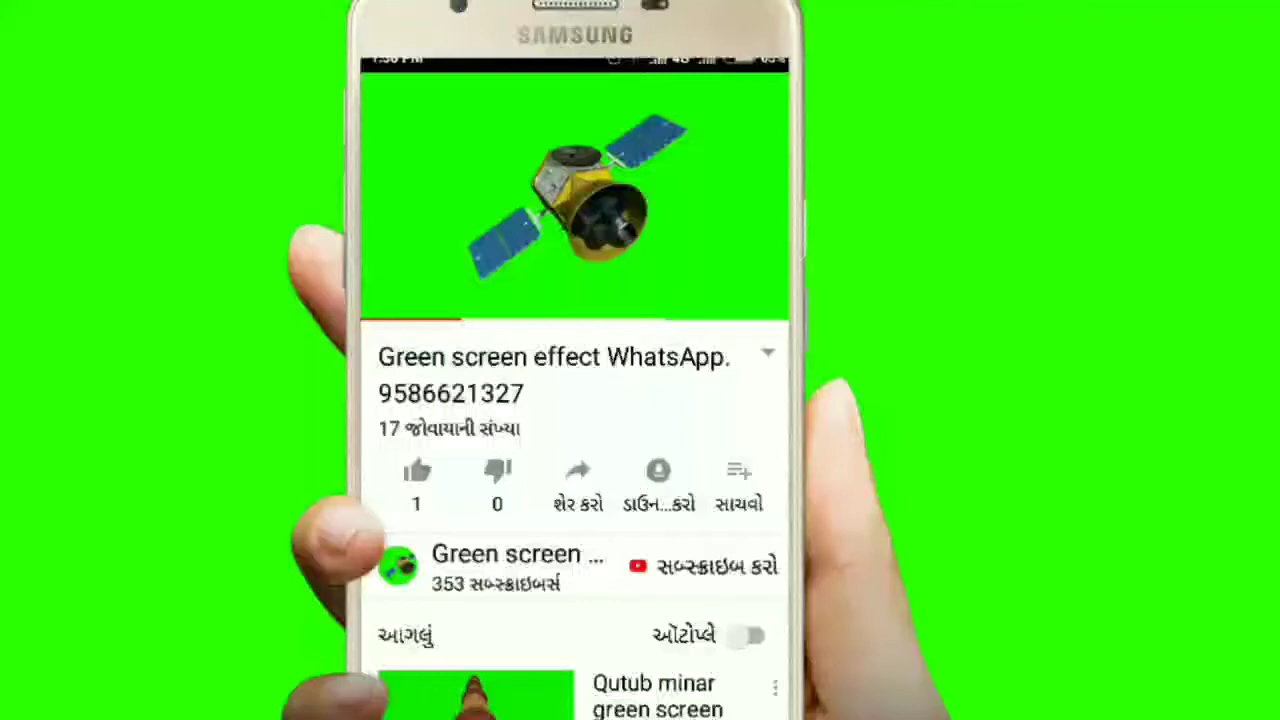 SAMSUNG
Green screen effect WhatsApp.
9586621327
17 જોવાયાની સંખ્યા
1 0 શેર કરો ડાઉન...કરો સાચવો
Green screen ... સબ્સ્ક્રાઇબ કરો
353 સબ્સ્ક્રાઇબર્સ
આગલું ઑટોપ્લે
Qutub minar
green screen